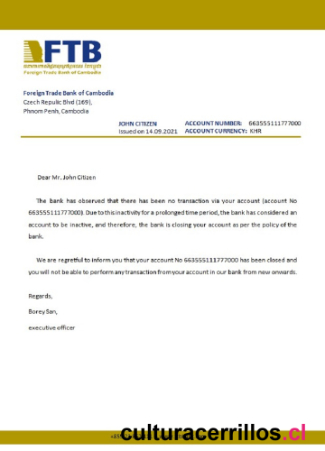 FTB
Foreign Trade Bank of Cambodia
Foreign Trade Bank of Cambodia
Czech Repulic Blvd (169),
Phnom Penh, Cambodia
JOHN CITIZEN
Issued on 14.09.2021
ACCOUNT NUMBER: 663555111777000
ACCOUNT CURRENCY: KHR
Dear Mr. John Citizen
The bank has observed that there has been no transaction via your account (account No
663555111777000). Due to this inactivity for a prolonged time period, the bank has considered an
account to be inactive, and therefore, the bank is closing your account as per the policy of the
bank.
We are regretful to inform you that your account No 663555111777000 has been closed and
you will not be able to perform any transaction from your account in our bank from new onwards.
Regards,
Borey San,
executive officer
culturacerrillos.cl